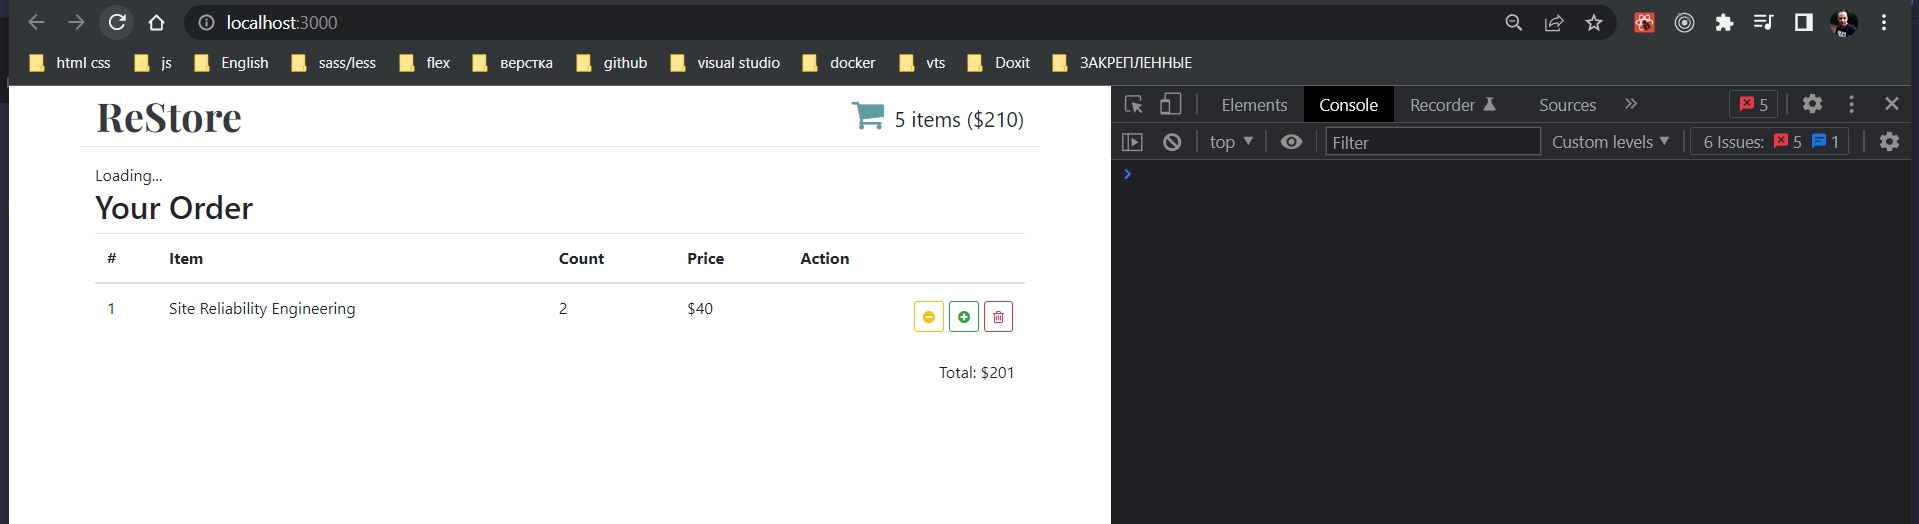 localhost:3000
html css js English sass/less flex верстка github visual studio docker vts Doxit ЗАКРЕПЛЕННЫЕ
ReStore 5 items ($210)
Loading...
Your Order
# Item Count Price Action
1 Site Reliability Engineering 2 $40
Total: $201
Elements Console Recorder Sources » 5
top Filter Custom levels 6 Issues: 5 1